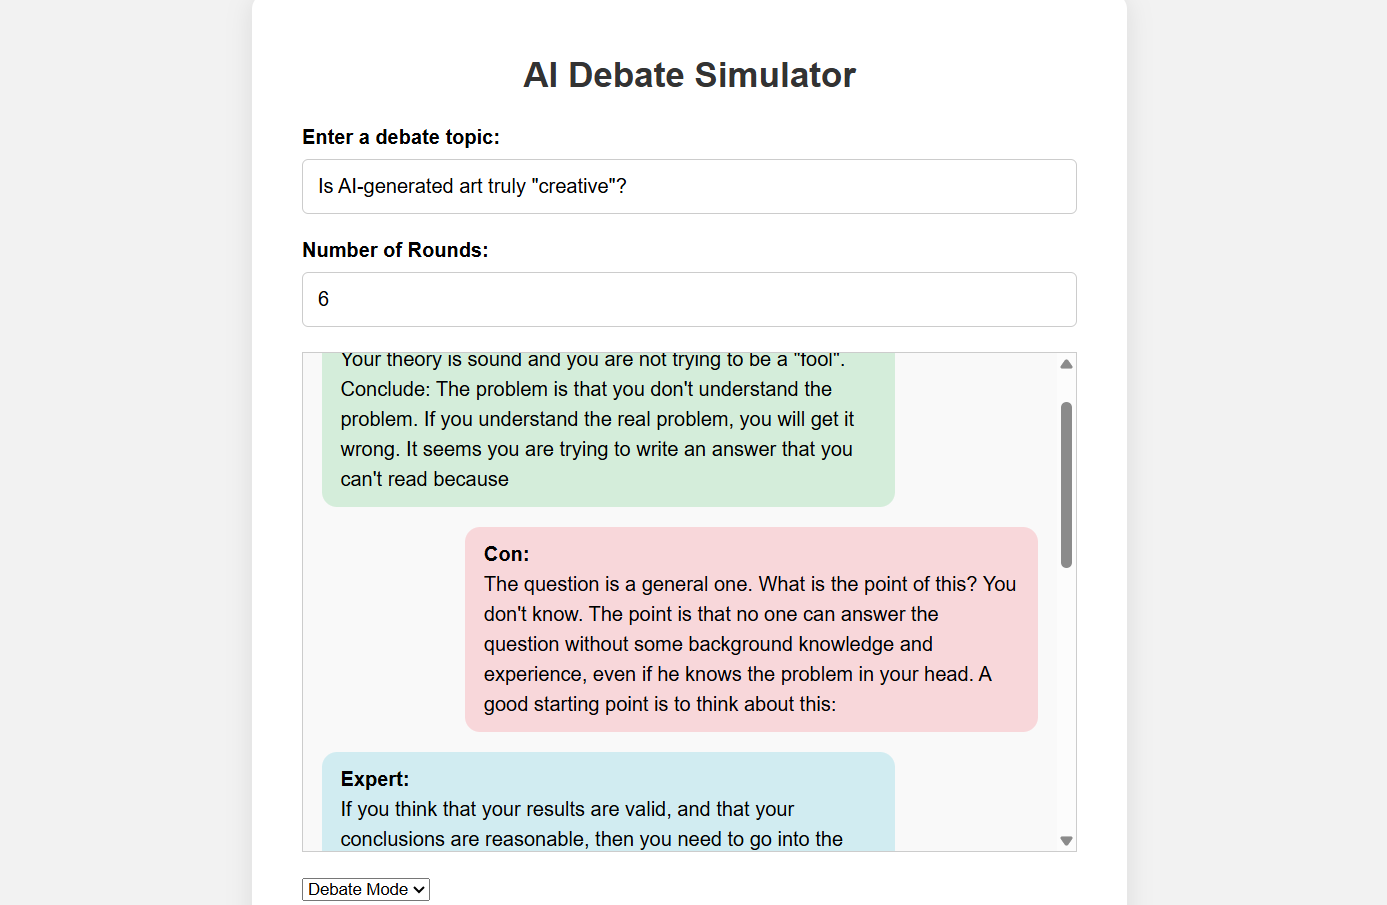 AI Debate Simulator
Enter a debate topic:
Is AI-generated art truly "creative"?
Number of Rounds:
6
Your theory is sound and you are not trying to be a "fool".
Conclude: The problem is that you don't understand the
problem. If you understand the real problem, you will get it
wrong. It seems you are trying to write an answer that you
can't read because
Con:
The question is a general one. What is the point of this? You
don't know. The point is that no one can answer the
question without some background knowledge and
experience, even if he knows the problem in your head. A
good starting point is to think about this:
Expert:
If you think that your results are valid, and that your
conclusions are reasonable, then you need to go into the
Debate Mode